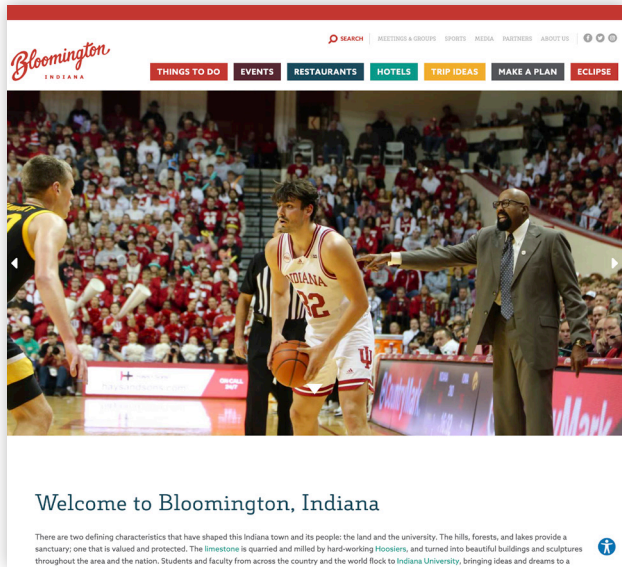 SEARCH MEETINGS & GROUPS SPORTS MEDIA PARTNERS ABOUT US
Bloomington
INDIANA
THINGS TO DO EVENTS RESTAURANTS HOTELS TRIP IDEAS MAKE A PLAN ECLIPSE
INDIANA
22
ON-CALL
24/7
Welcome to Bloomington, Indiana
There are two defining characteristics that have shaped this Indiana town and its people: the land and the university. The hills, forests, and lakes provide a
sanctuary; one that is valued and protected. The limestone is quarried and milled by hard-working Hoosiers, and turned into beautiful buildings and sculptures
throughout the area and the nation. Students and faculty from across the country and the world flock to Indiana University, bringing ideas and dreams to a